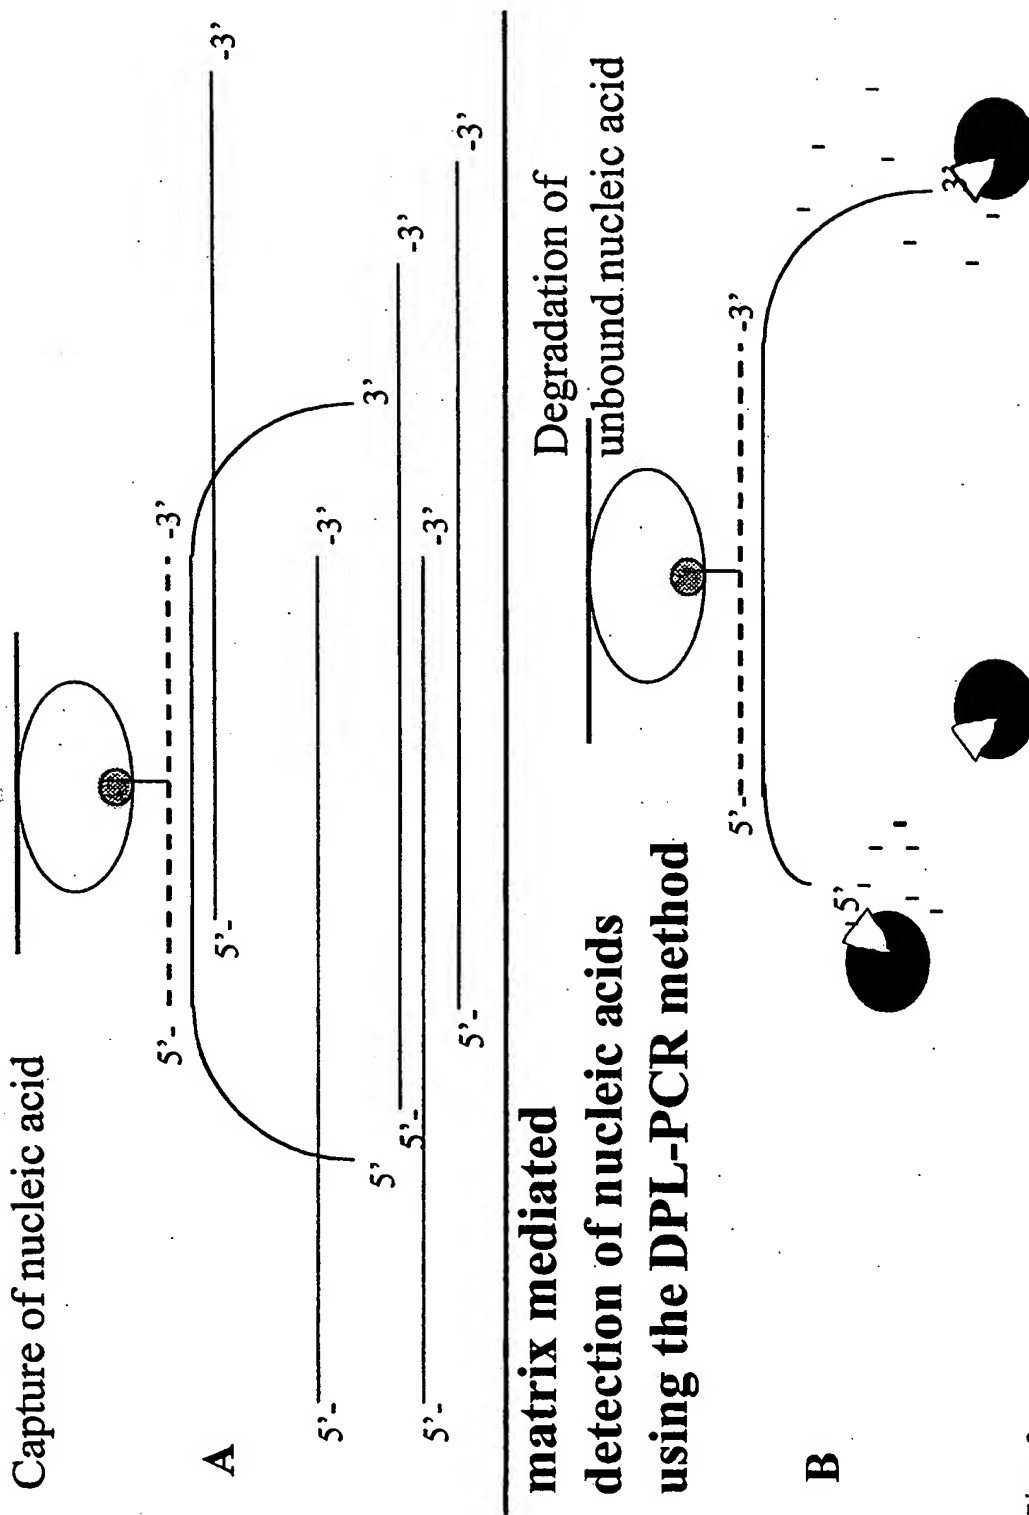 Capture of nucleic acid
5'- -3'
5'- -3'
5' 3'
A
5'- -3'
5'- -3'
5'- -3'
5'- -3'
matrix mediated
detection of nucleic acids
using the DPL-PCR method
Degradation of
unbound nucleic acid
5'- -3'
5' 3'
B